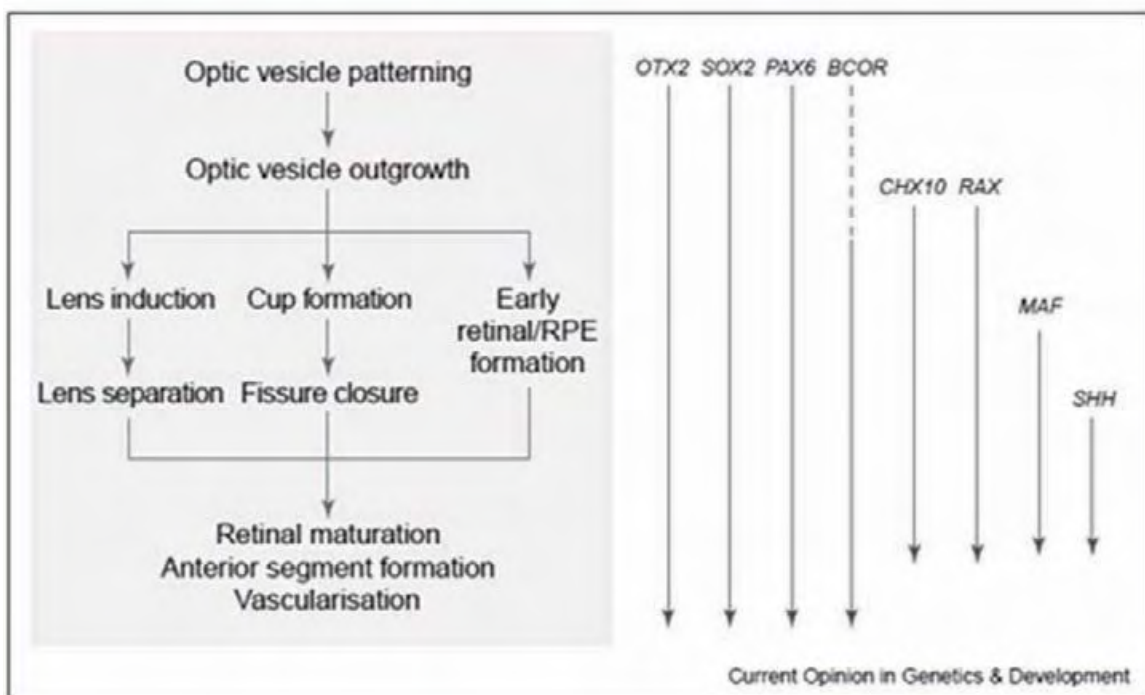 Optic vesicle patterning
OTX2 SOX2 PAX6 BCOR
Optic vesicle outgrowth
CHX10 RAX
Lens induction
Cup formation
Early
retinal/RPE
formation
MAF
Lens separation
Fissure closure
SHH
Retinal maturation
Anterior segment formation
Vascularisation
Current Opinion in Genetics & Development